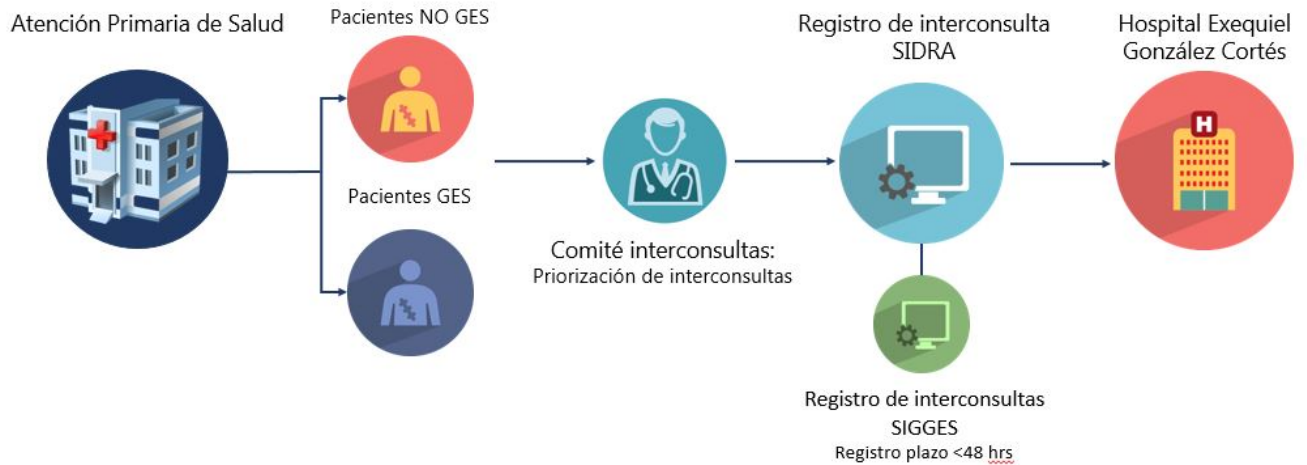 Atención Primaria de Salud
Pacientes NO GES
Pacientes GES
Comité interconsultas:
Priorización de interconsultas
Registro de interconsulta
SIDRA
Registro de interconsultas
SIGGES
Registro plazo <48 hrs
Hospital Exequiel
González Cortés
H